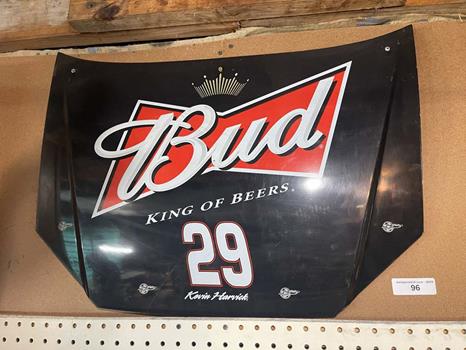 Bud
KING OF BEERS.
29
Kevin Harvick
96